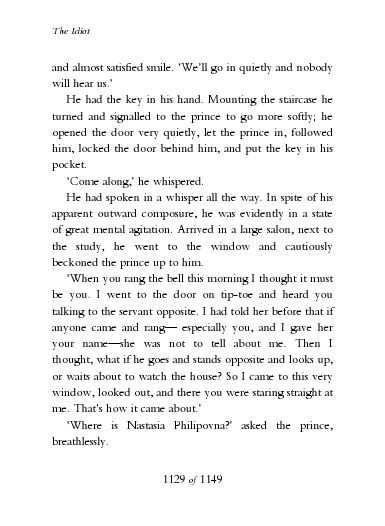 The Idiot
and almost satisfied smile. ‘We’ll go in quietly and nobody
will hear us.’
He had the key in his hand. Mounting the staircase he
turned and signalled to the prince to go more softly; he
opened the door very quietly, let the prince in, followed
him, locked the door behind him, and put the key in his
pocket.
‘Come along,’ he whispered.
He had spoken in a whisper all the way. In spite of his
apparent outward composure, he was evidently in a state
of great mental agitation. Arrived in a large salon, next to
the study, he went to the window and cautiously
beckoned the prince up to him.
‘When you rang the bell this morning I thought it must
be you. I went to the door on tip-toe and heard you
talking to the servant opposite. I had told her before that if
anyone came and rang— especially you, and I gave her
your name—she was not to tell about me. Then I
thought, what if he goes and stands opposite and looks up,
or waits about to watch the house? So I came to this very
window, looked out, and there you were staring straight at
me. That’s how it came about.’
‘Where is Nastasia Philipovna?’ asked the prince,
breathlessly.
1129 of 1149